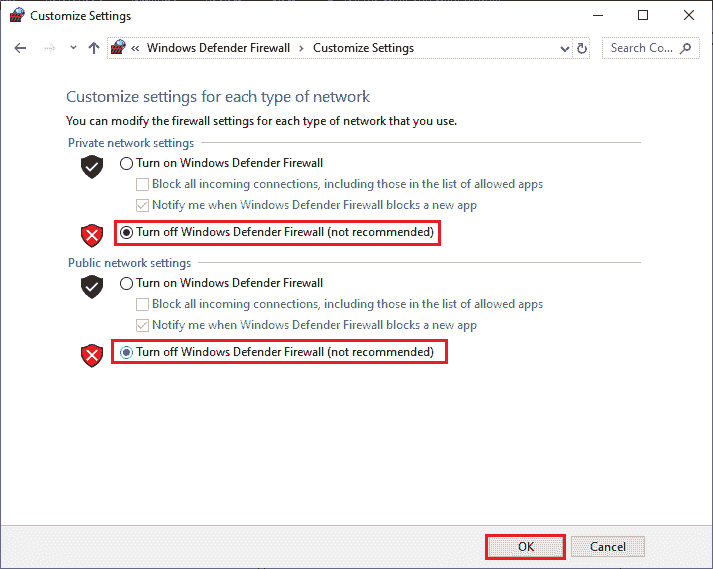 Customize Settings
« Windows Defender Firewall > Customize Settings
Search Co...
Customize settings for each type of network
You can modify the firewall settings for each type of network that you use.
Private network settings
Turn on Windows Defender Firewall
Block all incoming connections, including those in the list of allowed apps
Notify me when Windows Defender Firewall blocks a new app
Turn off Windows Defender Firewall (not recommended)
Public network settings
Turn on Windows Defender Firewall
Block all incoming connections, including those in the list of allowed apps
Notify me when Windows Defender Firewall blocks a new app
Turn off Windows Defender Firewall (not recommended)
OK
Cancel